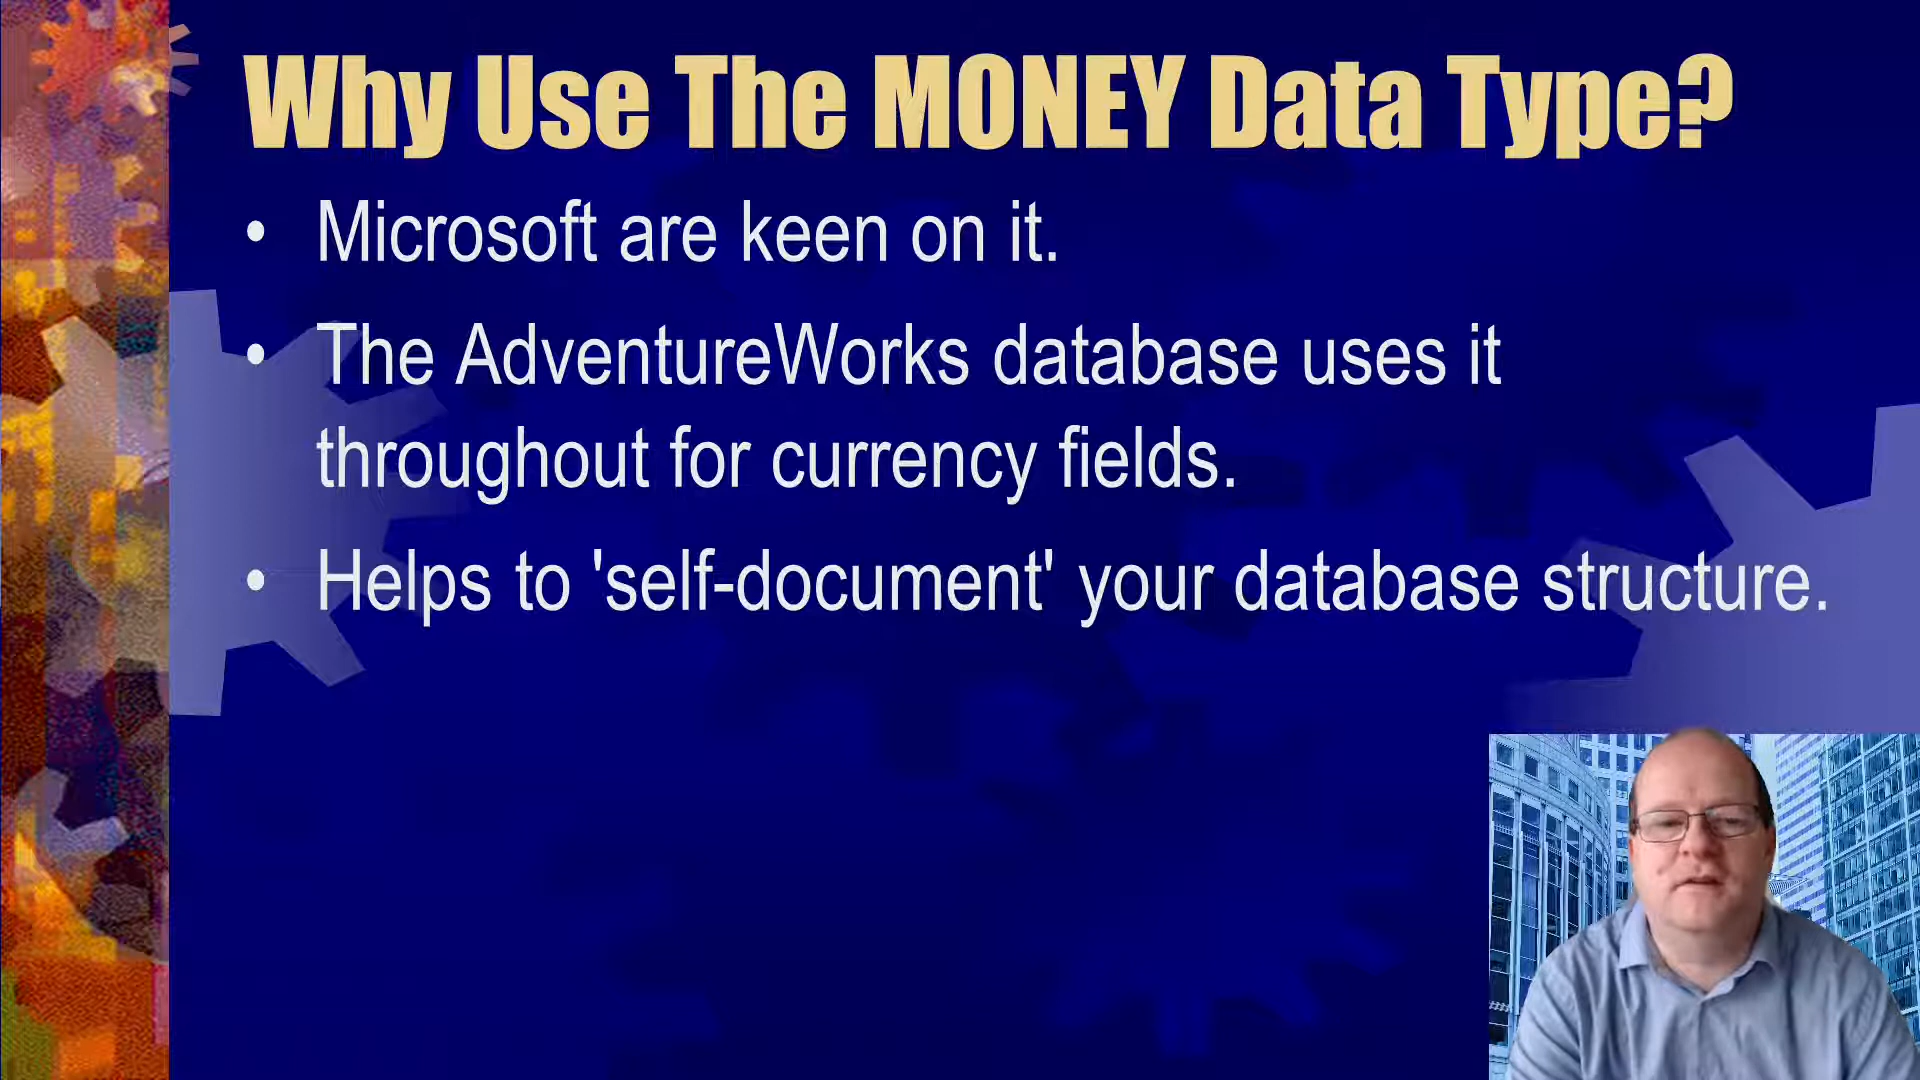 Why Use The MONEY Data Type?
• Microsoft are keen on it.
• The AdventureWorks database uses it
throughout for currency fields.
• Helps to 'self-document' your database structure.